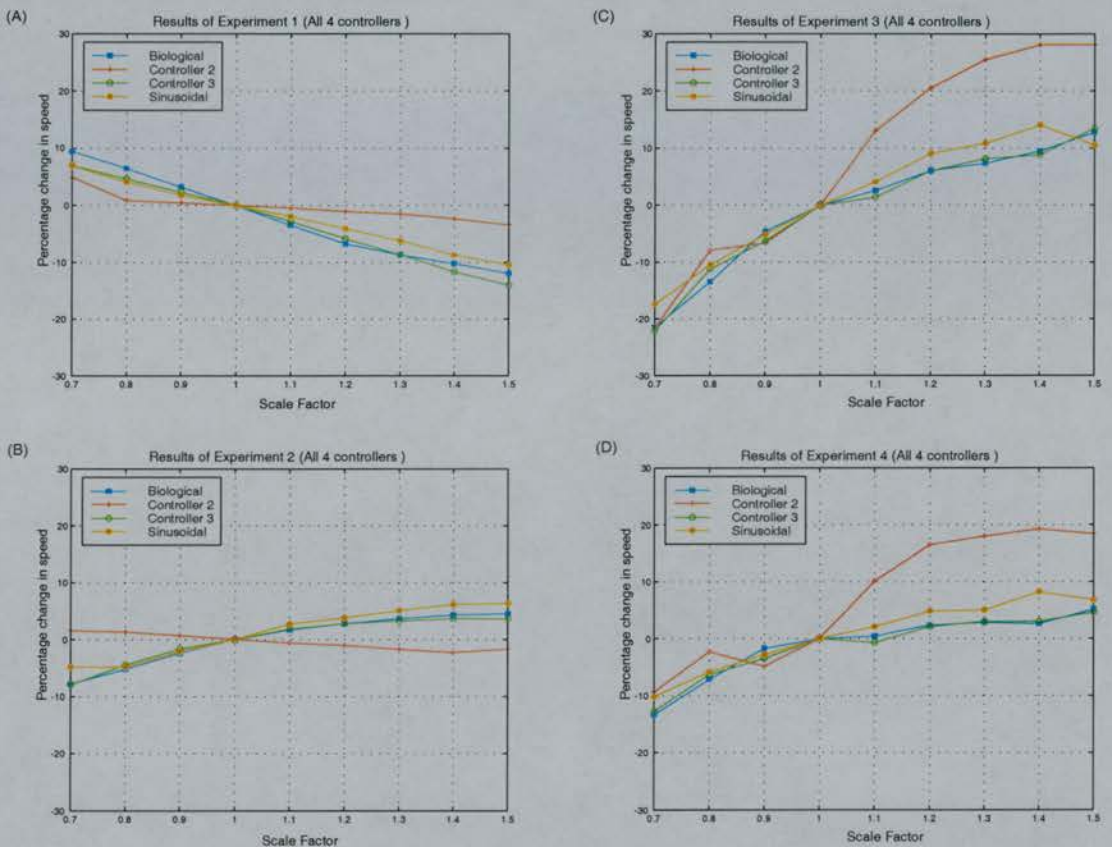 (A)
Results of Experiment 1 (All 4 controllers )
Biological
Controller 2
Controller 3
Sinusoidal
Percentage change in speed
30
20
10
0
-10
-20
-30
0.7 0.8 0.9 1 1.1 1.2 1.3 1.4 1.5
Scale Factor
(B)
Results of Experiment 2 (All 4 controllers )
Biological
Controller 2
Controller 3
Sinusoidal
Percentage change in speed
30
20
10
0
-10
-20
-30
0.7 0.8 0.9 1 1.1 1.2 1.3 1.4 1.5
Scale Factor
(C)
Results of Experiment 3 (All 4 controllers )
Biological
Controller 2
Controller 3
Sinusoidal
Percentage change in speed
30
20
10
0
-10
-20
-30
0.7 0.8 0.9 1 1.1 1.2 1.3 1.4 1.5
Scale Factor
(D)
Results of Experiment 4 (All 4 controllers )
Biological
Controller 2
Controller 3
Sinusoidal
Percentage change in speed
30
20
10
0
-10
-20
-30
0.7 0.8 0.9 1 1.1 1.2 1.3 1.4 1.5
Scale Factor